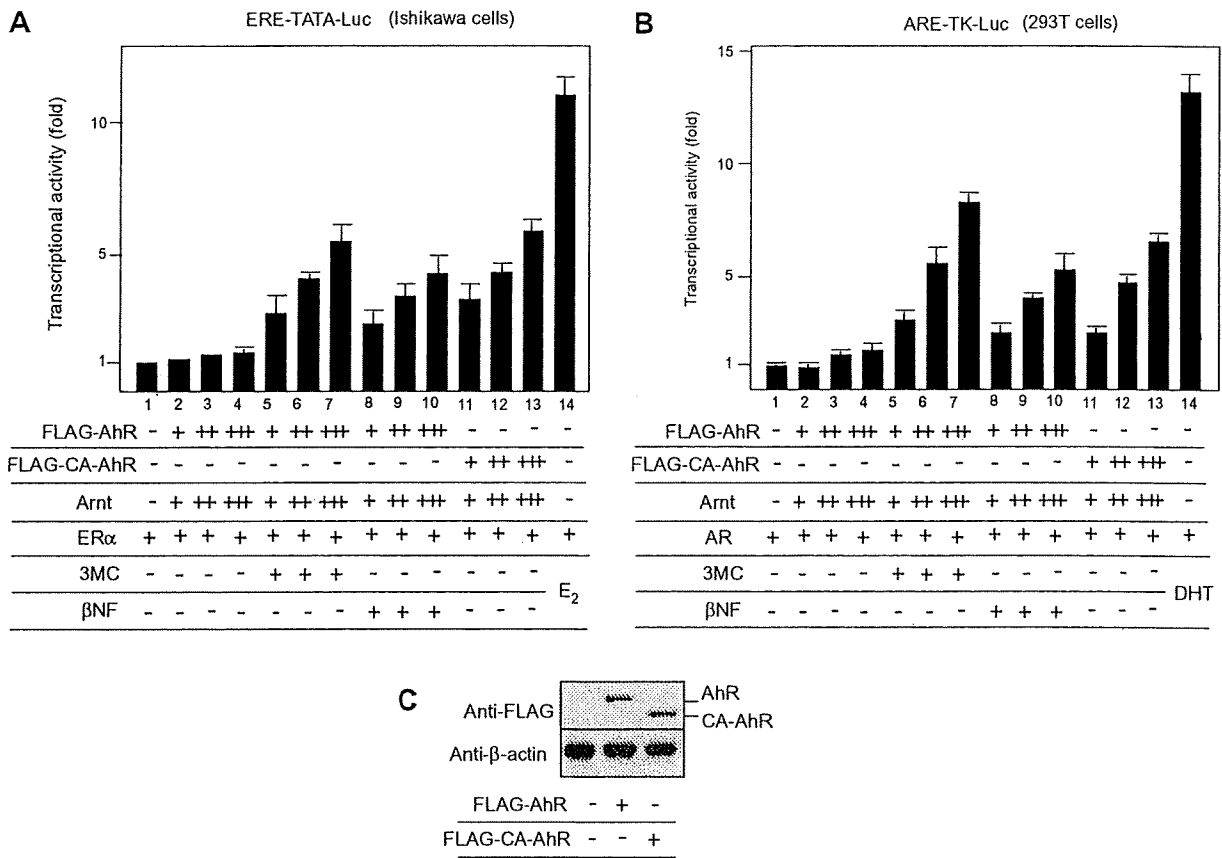 A
ERE-TATA-Luc (Ishikawa cells)
Transcriptional activity (fold)
10
5
1
1 2 3 4 5 6 7 8 9 10 11 12 13 14
FLAG-AhR - + ++ +++ + ++ +++ + ++ +++ - - - -
FLAG-CA-AhR - - - - - - - - - - + ++ +++ -
Arnt - + ++ +++ + ++ +++ + ++ +++ + ++ +++ -
ERα + + + + + + + + + + + + + +
3MC - - - - + + + - - - - - - E2
βNF - - - - - - - + + + - - -
B
ARE-TK-Luc (293T cells)
Transcriptional activity (fold)
15
10
5
1
1 2 3 4 5 6 7 8 9 10 11 12 13 14
FLAG-AhR - + ++ +++ + ++ +++ + ++ +++ - - - -
FLAG-CA-AhR - - - - - - - - - - + ++ +++ -
Arnt - + ++ +++ + ++ +++ + ++ +++ + ++ +++ -
AR + + + + + + + + + + + + + +
3MC - - - - + + + - - - - - - DHT
βNF - - - - - - - + + + - - -
C
Anti-FLAG
AhR
CA-AhR
Anti-β-actin
FLAG-AhR - + -
FLAG-CA-AhR - - +